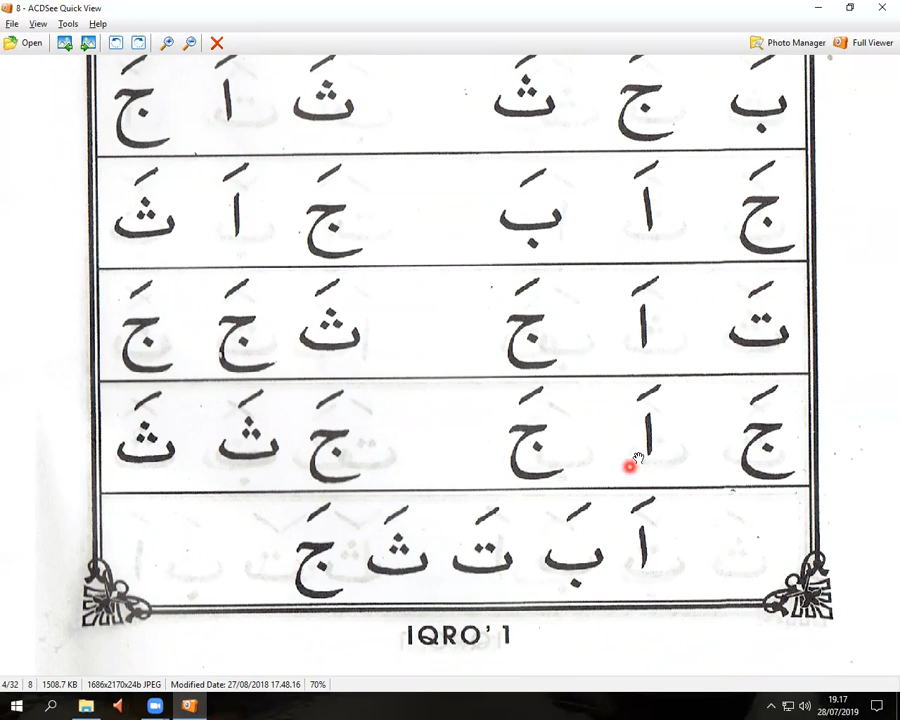 8 - ACDSee Quick View
File View Tools Help
Open Photo Manager Full Viewer
بَ جَ ثَ ثَ اَ جَ
جَ اَ بَ جَ اَ ثَ
تَ اَ جَ ثَ جَ جَ
جَ اَ جَ جَ ثَ ثَ
اَ بَ تَ ثَ جَ
IQRO' 1
4/32 8 1508.7 KB 1686x2170x24b JPEG Modified Date: 27/08/2018 17.48.16 70%
19.17
28/07/2019